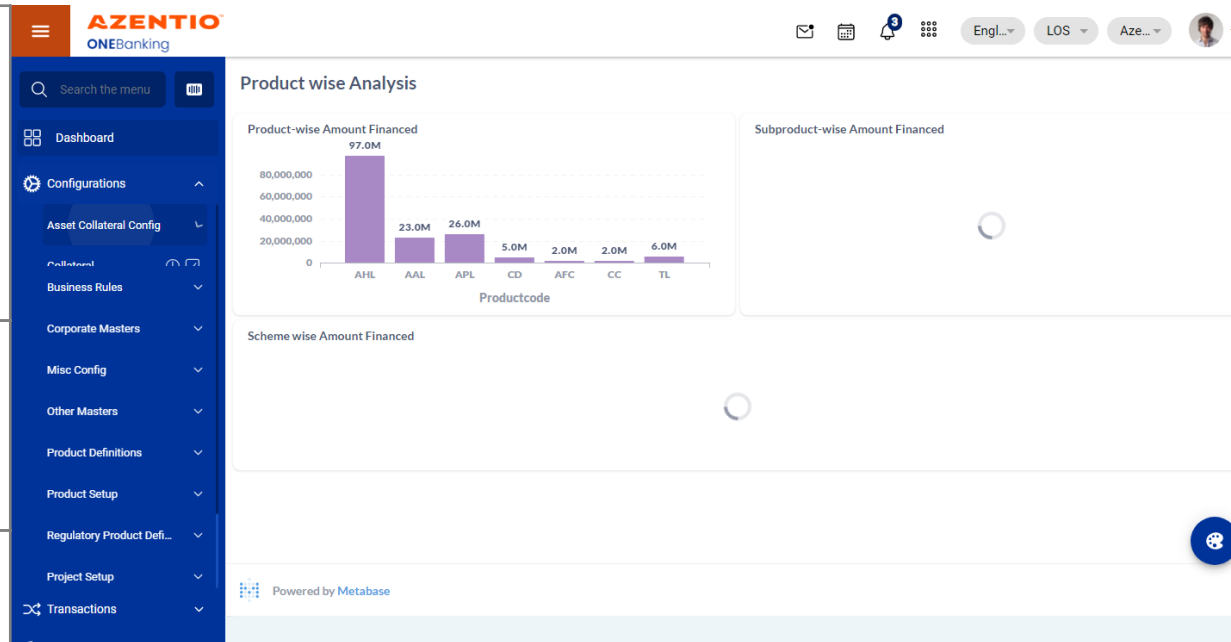 AZENTIO
ONEBanking
3
Engl...
LOS
Aze...
Search the menu
Dashboard
Configurations
Asset Collateral Config
Collateral
Business Rules
Corporate Masters
Misc Config
Other Masters
Product Definitions
Product Setup
Regulatory Product Defi...
Project Setup
Transactions
Product wise Analysis
Product-wise Amount Financed
97.0M
80,000,000
60,000,000
40,000,000
20,000,000
0
23.0M
26.0M
5.0M
2.0M
2.0M
6.0M
AHL AAL APL CD AFC CC TL
Productcode
Subproduct-wise Amount Financed
Scheme wise Amount Financed
Powered by Metabase